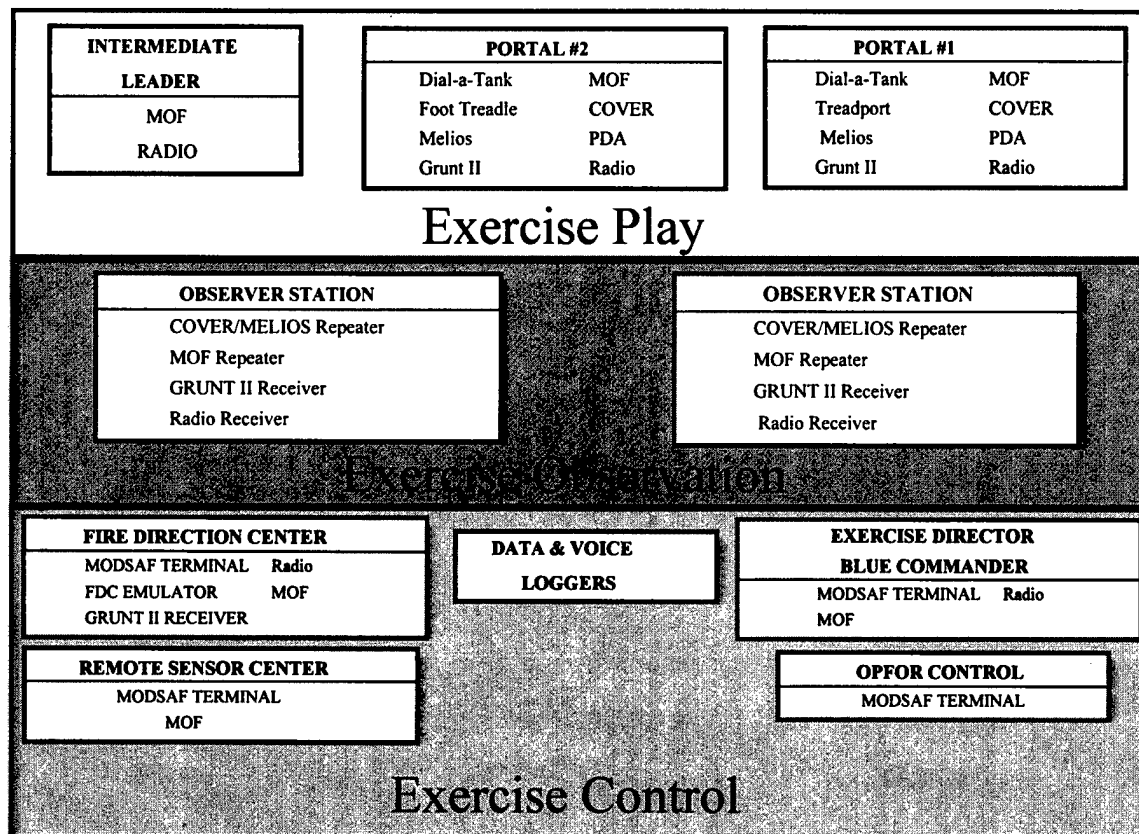 INTERMEDIATE
LEADER
MOF
RADIO
PORTAL #2
Dial-a-Tank MOF
Foot Treadle COVER
Melios PDA
Grunt II Radio
PORTAL #1
Dial-a-Tank MOF
Treadport COVER
Melios PDA
Grunt II Radio
Exercise Play
OBSERVER STATION
COVER/MELIOS Repeater
MOF Repeater
GRUNT II Receiver
Radio Receiver
OBSERVER STATION
COVER/MELIOS Repeater
MOF Repeater
GRUNT II Receiver
Radio Receiver
Exercise Observation
FIRE DIRECTION CENTER
MODSAF TERMINAL Radio
FDC EMULATOR MOF
GRUNT II RECEIVER
DATA & VOICE
LOGGERS
EXERCISE DIRECTOR
BLUE COMMANDER
MODSAF TERMINAL Radio
MOF
REMOTE SENSOR CENTER
MODSAF TERMINAL
MOF
OPFOR CONTROL
MODSAF TERMINAL
Exercise Control